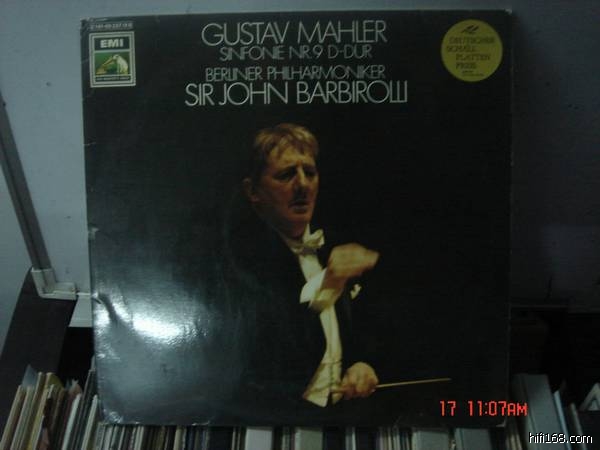 GUSTAV MAHLER
SINFONIE NR. 9 D-DUR
BERLINER PHILHARMONIKER
SIR JOHN BARBIROLLI
EMI
DEUTSCHER
SCHALL
PLATTEN
PREIS
17 11:07AM
hifi168.com